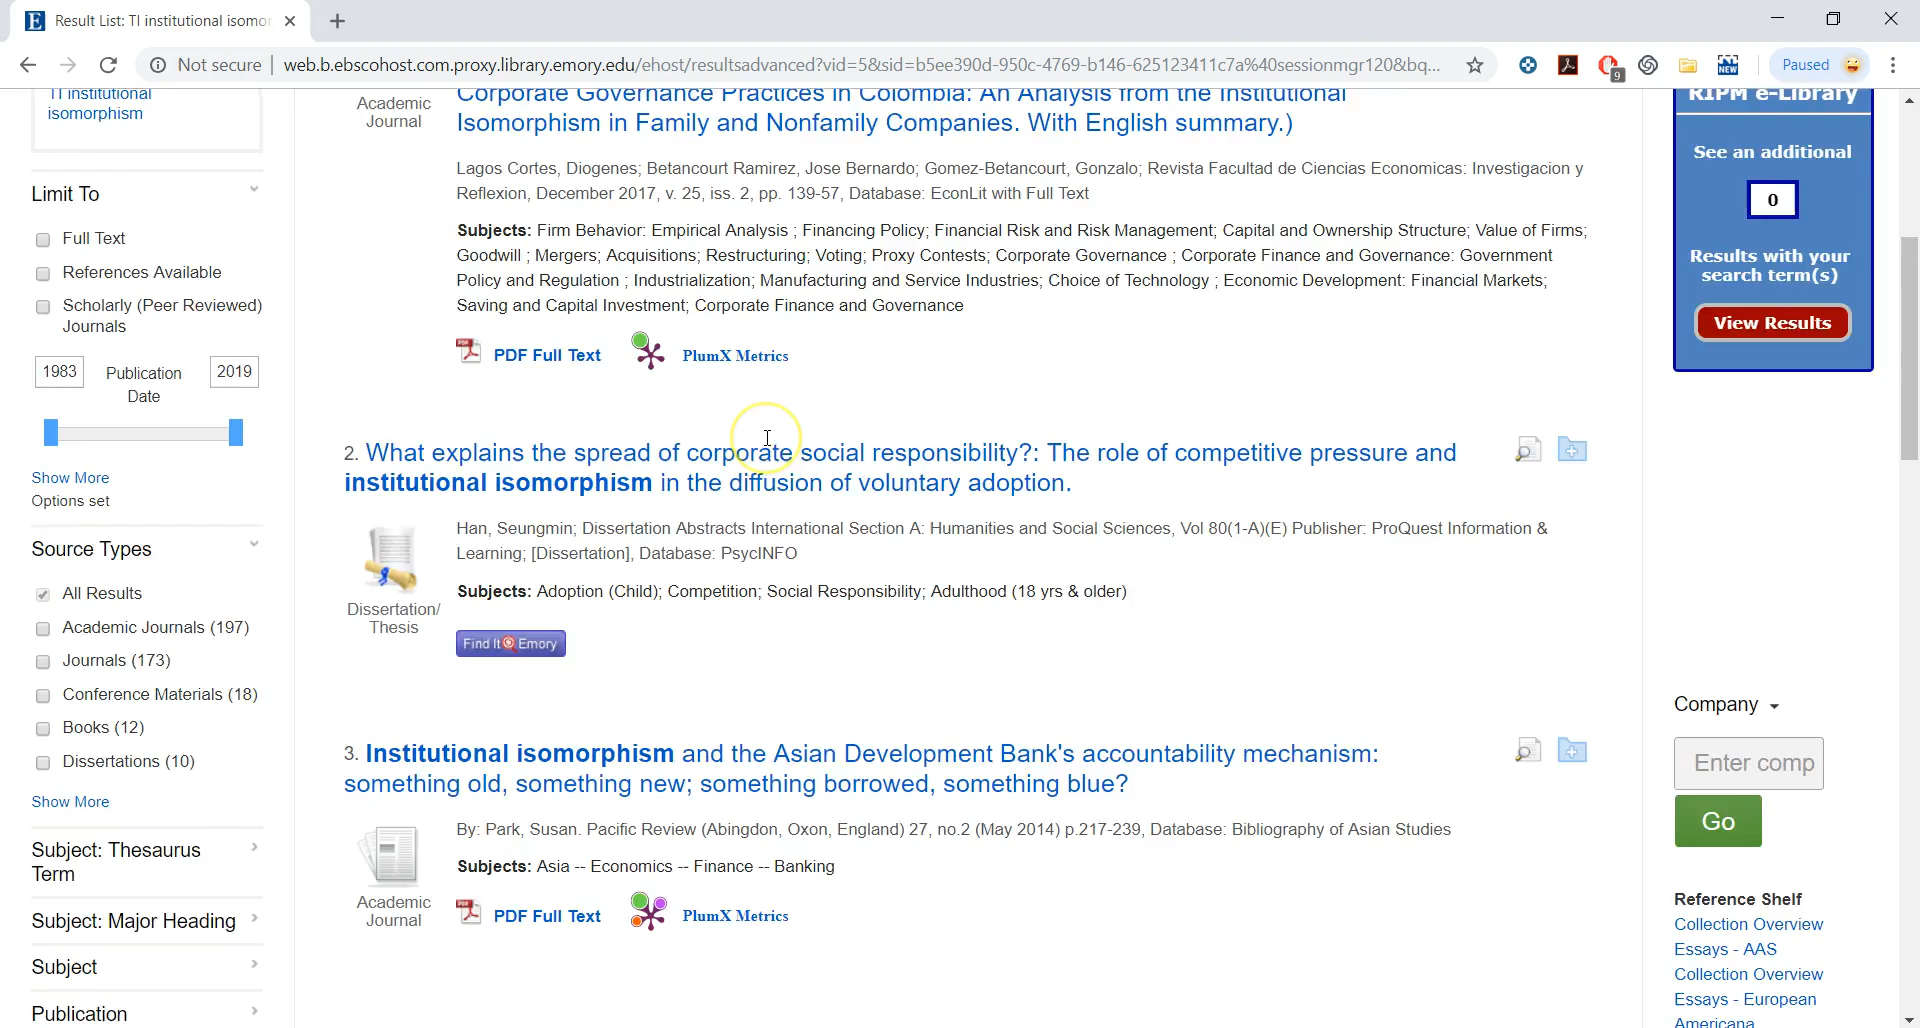 Result List: TI institutional isomor
Not secure
web.b.ebscohost.com.proxy.library.emory.edu/ehost/resultsadvanced?vid=5&sid=b5ee390d-950c-4769-b146-625123411c7a%40sessionmgr120&bq...
9
NEW
Paused
TI institutional
isomorphism
Limit To
Full Text
References Available
Scholarly (Peer Reviewed)
Journals
1983
Publication
Date
2019
Show More
Options set
Source Types
All Results
Academic Journals (197)
Journals (173)
Conference Materials (18)
Books (12)
Dissertations (10)
Show More
Subject: Thesaurus
Term
Subject: Major Heading
Subject
Publication
Academic
Journal
Corporate Governance Practices in Colombia: An Analysis from the Institutional
Isomorphism in Family and Nonfamily Companies. With English summary.)
Lagos Cortes, Diogenes; Betancourt Ramirez, Jose Bernardo; Gomez-Betancourt, Gonzalo; Revista Facultad de Ciencias Economicas: Investigacion y
Reflexion, December 2017, v. 25, iss. 2, pp. 139-57, Database: EconLit with Full Text
Subjects: Firm Behavior: Empirical Analysis ; Financing Policy; Financial Risk and Risk Management; Capital and Ownership Structure; Value of Firms;
Goodwill ; Mergers; Acquisitions; Restructuring; Voting; Proxy Contests; Corporate Governance ; Corporate Finance and Governance: Government
Policy and Regulation ; Industrialization; Manufacturing and Service Industries; Choice of Technology ; Economic Development: Financial Markets;
Saving and Capital Investment; Corporate Finance and Governance
PDF Full Text
PlumX Metrics
2. What explains the spread of corporate social responsibility?: The role of competitive pressure and
institutional isomorphism in the diffusion of voluntary adoption.
Dissertation/
Thesis
Han, Seungmin; Dissertation Abstracts International Section A: Humanities and Social Sciences, Vol 80(1-A)(E) Publisher: ProQuest Information &
Learning; [Dissertation], Database: PsycINFO
Subjects: Adoption (Child); Competition; Social Responsibility; Adulthood (18 yrs & older)
Find It Emory
3. Institutional isomorphism and the Asian Development Bank's accountability mechanism:
something old, something new; something borrowed, something blue?
Academic
Journal
By: Park, Susan. Pacific Review (Abingdon, Oxon, England) 27, no.2 (May 2014) p.217-239, Database: Bibliography of Asian Studies
Subjects: Asia -- Economics -- Finance -- Banking
PDF Full Text
PlumX Metrics
RIPM e-Library
See an additional
0
Results with your
search term(s)
View Results
Company
Enter comp
Go
Reference Shelf
Collection Overview
Essays - AAS
Collection Overview
Essays - European
Americana